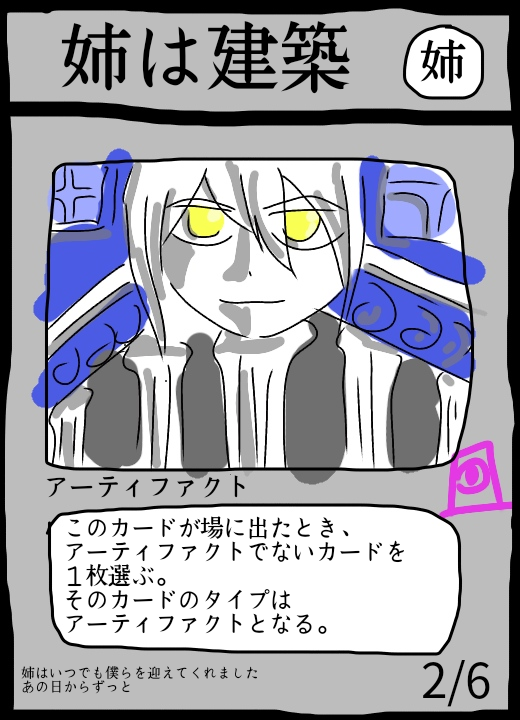 姉は建築
姉
アーティファクト
このカードが場に出たとき、
アーティファクトでないカードを
1枚選ぶ。
そのカードのタイプは
アーティファクトとなる。
姉はいつでも僕らを迎えてくれました
あの日からずっと
2/6